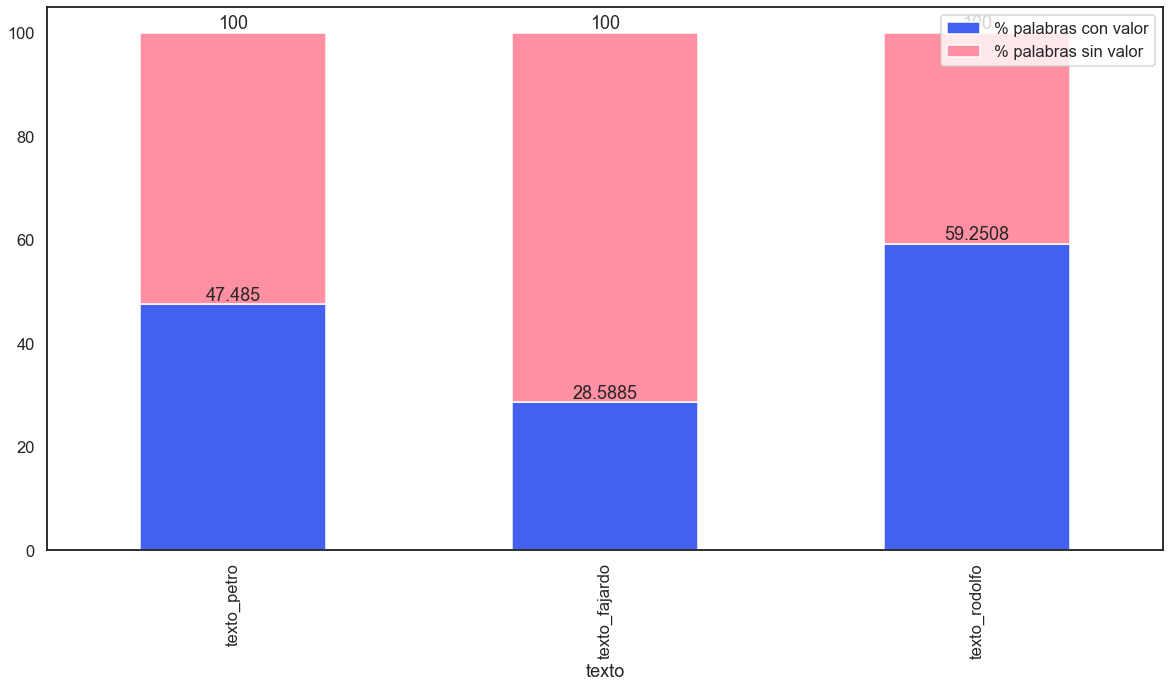 100
100
100
% palabras con valor
% palabras sin valor
100
80
60
40
20
0
47.485
28.5885
59.2508
texto_petro
texto_fajardo
texto_rodolfo
texto